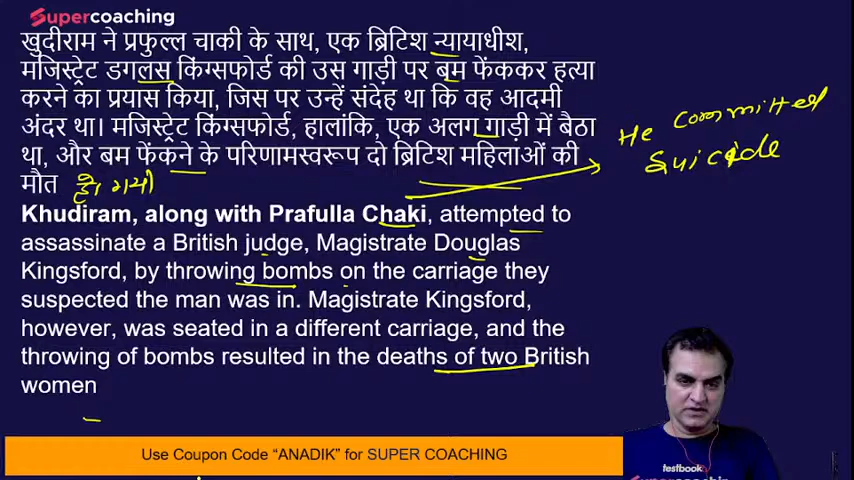 Supercoaching
खुदीराम ने प्रफुल्ल चाकी के साथ, एक ब्रिटिश न्यायाधीश,
मजिस्ट्रेट डगलस किंग्सफोर्ड की उस गाड़ी पर बम फेंककर हत्या
करने का प्रयास किया, जिस पर उन्हें संदेह था कि वह आदमी
अंदर था। मजिस्ट्रेट किंग्सफोर्ड, हालांकि, एक अलग गाड़ी में बैठा
था, और बम फेंकने के परिणामस्वरूप दो ब्रिटिश महिलाओं की
मौत हो गयी
He committed
Suicide
Khudiram, along with Prafulla Chaki, attempted to
assassinate a British judge, Magistrate Douglas
Kingsford, by throwing bombs on the carriage they
suspected the man was in. Magistrate Kingsford,
however, was seated in a different carriage, and the
throwing of bombs resulted in the deaths of two British
women
Use Coupon Code “ANADIK” for SUPER COACHING
testbook
Supercoaching